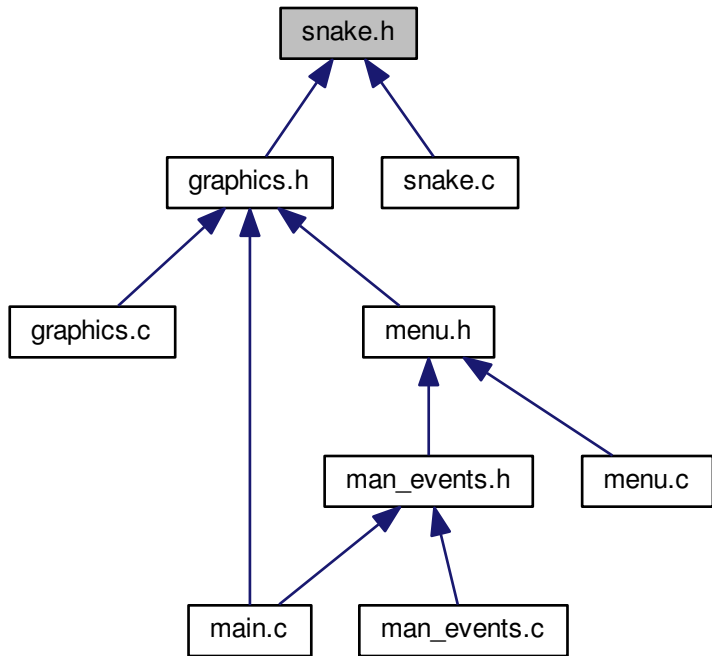 snake.h
graphics.h
snake.c
graphics.c
menu.h
man_events.h
menu.c
main.c
man_events.c